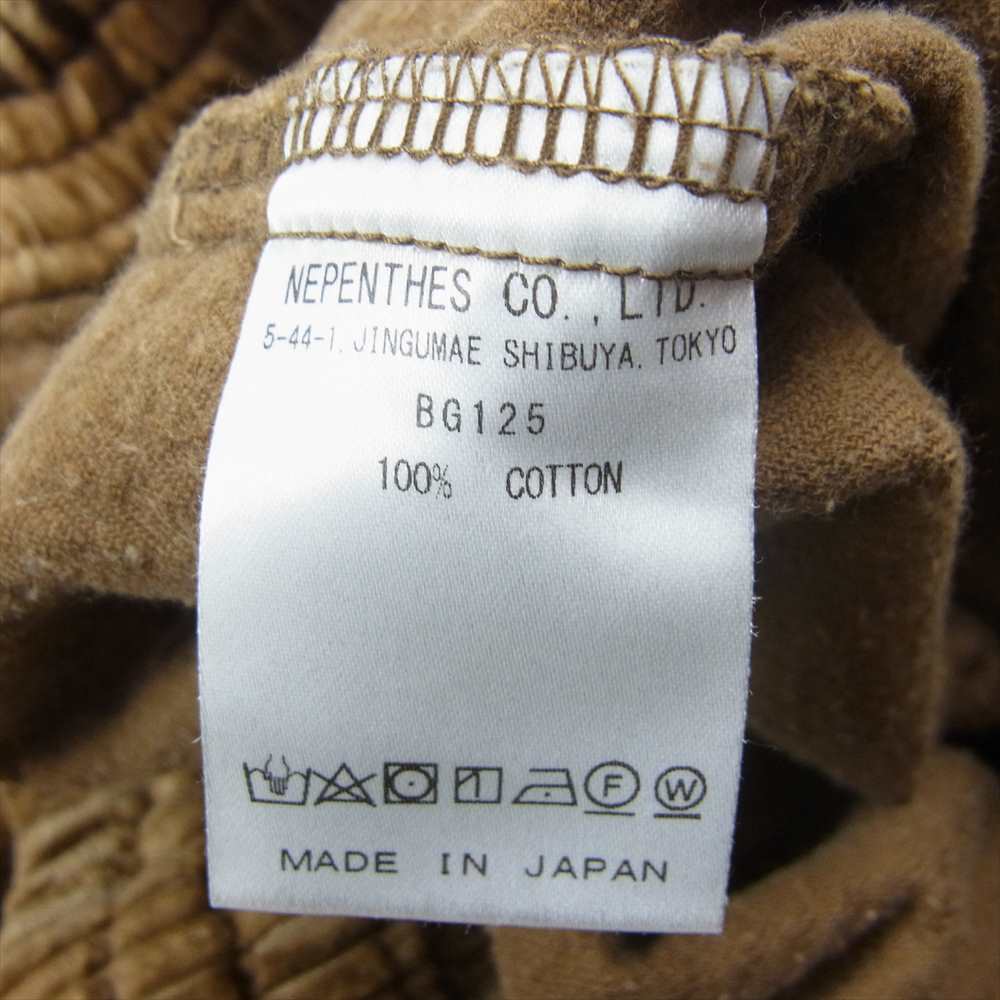 NEPENTHES CO., LTD.
5-44-1, JINGUMAE SHIBUYA, TOKYO
BG125
100% COTTON
F W
MADE IN JAPAN